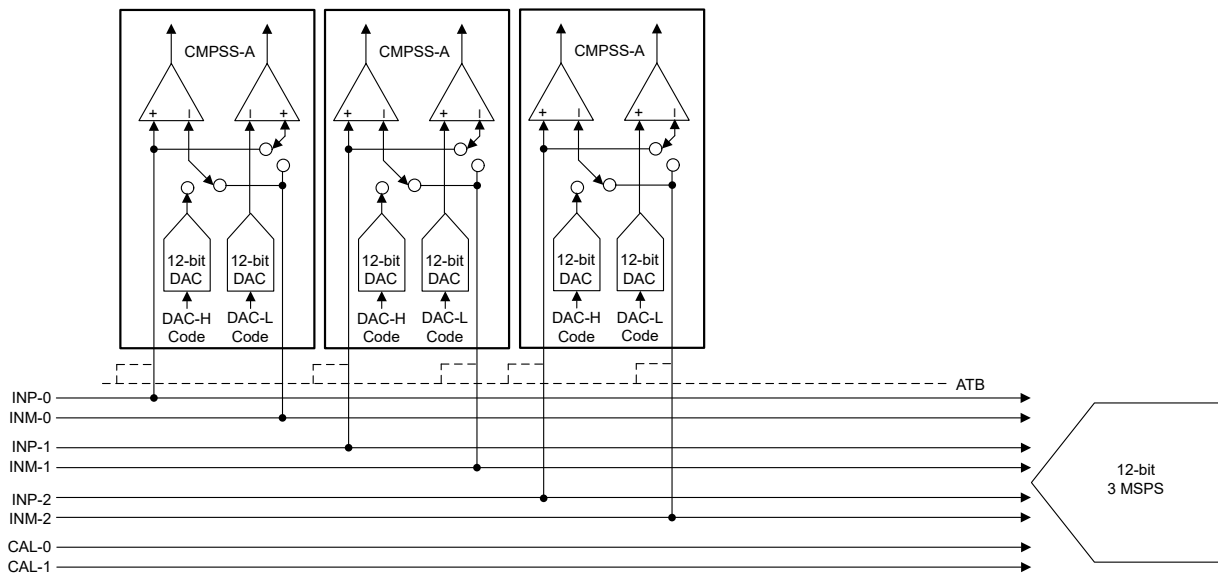 CMPSS-A
+ − − +
12-bit
DAC
12-bit
DAC
DAC-H
Code
DAC-L
Code
CMPSS-A
+ − + −
12-bit
DAC
12-bit
DAC
DAC-H
Code
DAC-L
Code
CMPSS-A
+ − + −
12-bit
DAC
12-bit
DAC
DAC-H
Code
DAC-L
Code
ATB
INP-0
INM-0
INP-1
INM-1
INP-2
INM-2
CAL-0
CAL-1
12-bit
3 MSPS